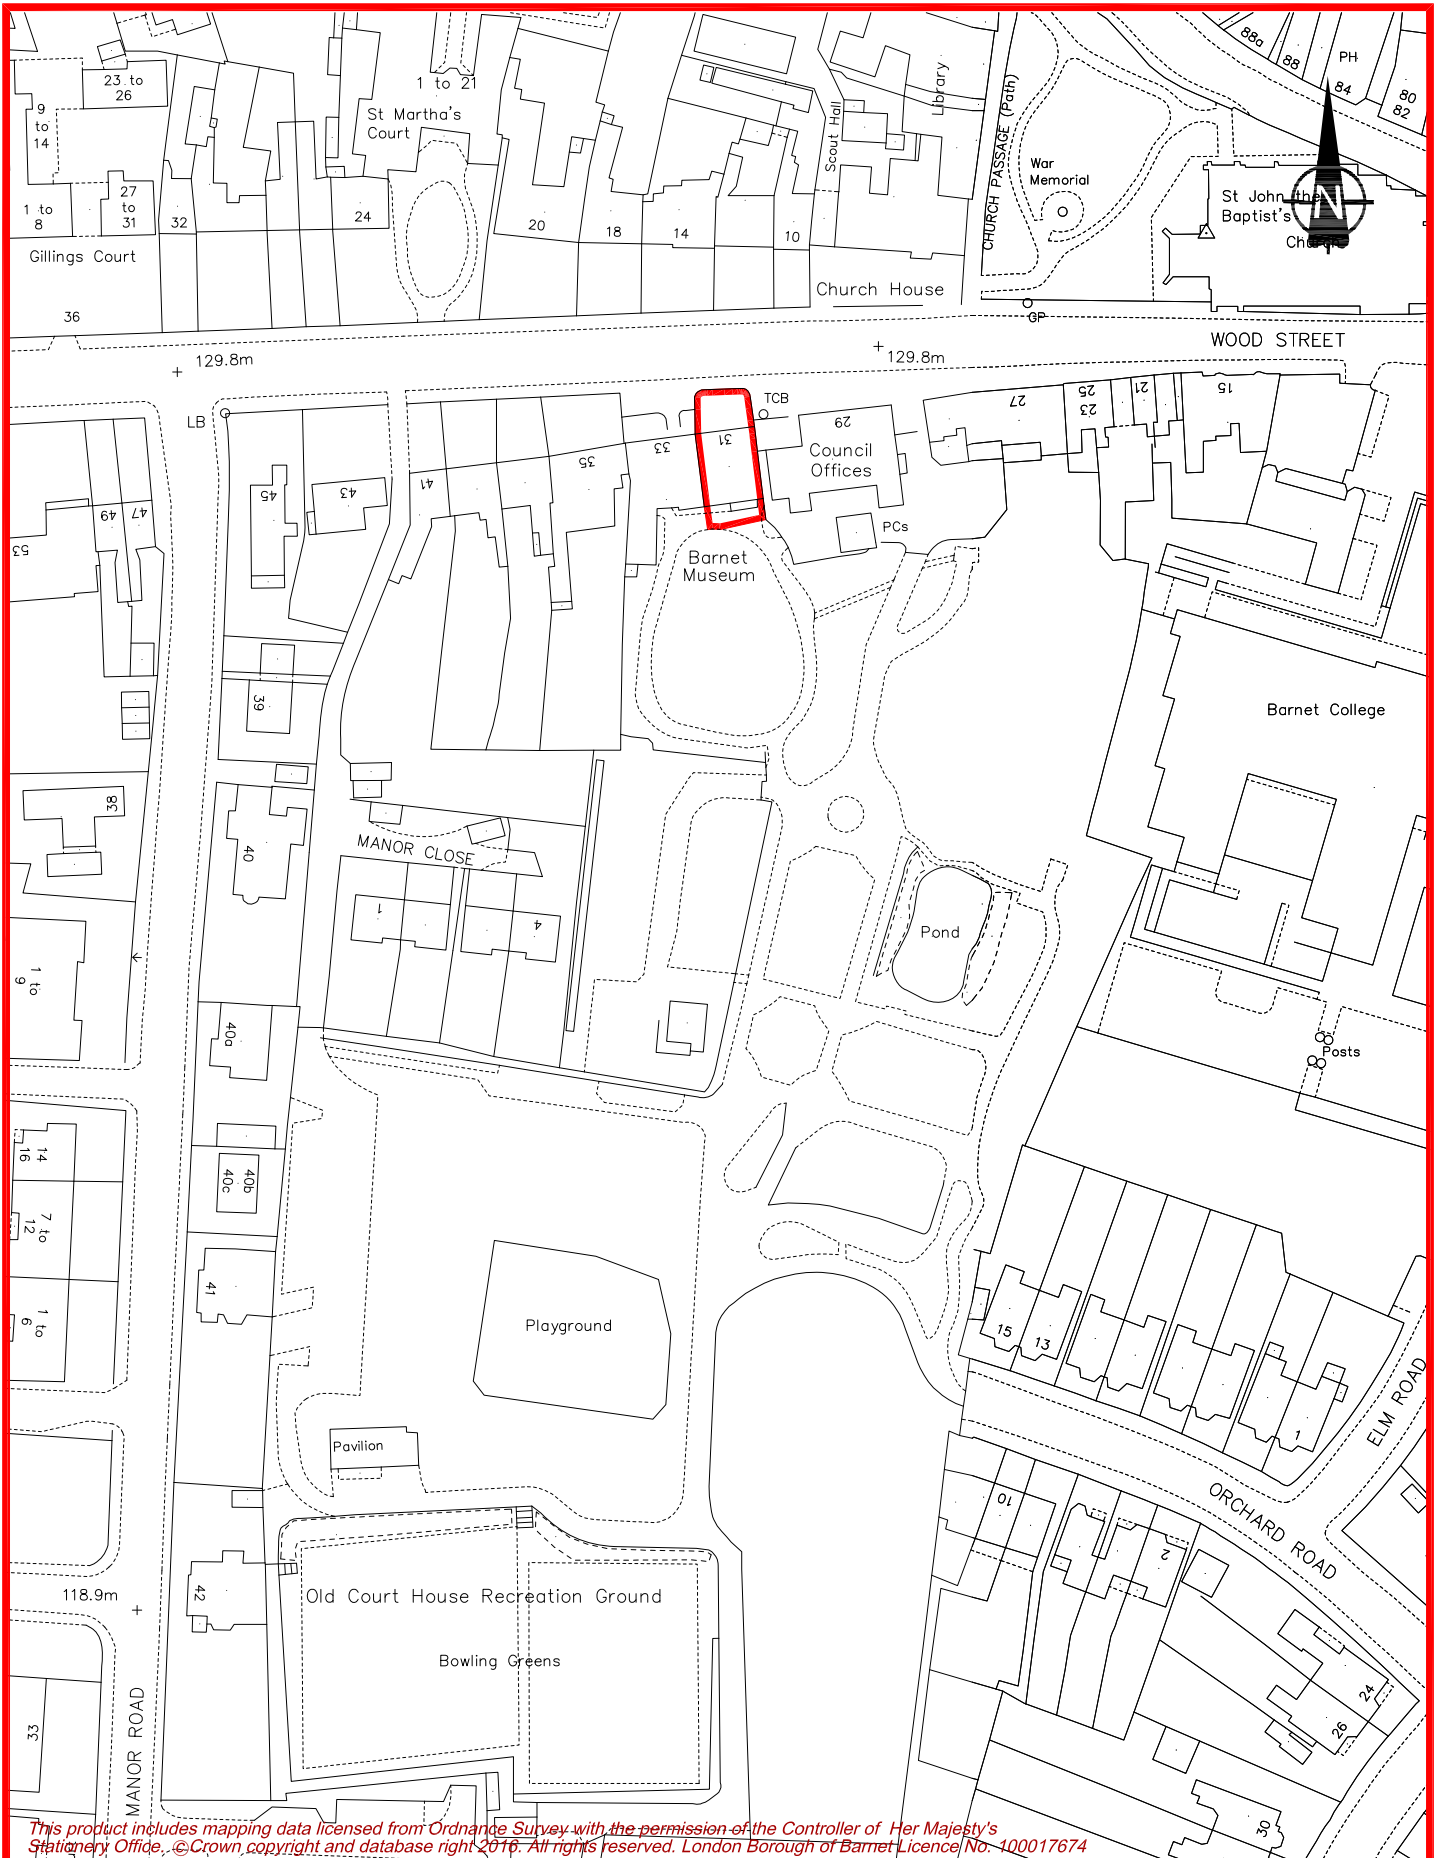 88a
88
PH
84
80
82
23 to
26
1 to 21
9
to
14
St Martha's
Court
Library
Scout Hall
CHURCH PASSAGE (Path)
War
Memorial
N
St John the
Baptist's
Church
27
to
31
1 to
8
32
24
20
18
14
10
Gillings Court
Church House
36
GP
WOOD STREET
129.8m
129.8m
LB
TCB
15
21
25
23
27
29
31
33
35
41
43
45
47
49
53
Council
Offices
PCs
Barnet
Museum
39
Barnet College
38
40
MANOR CLOSE
1
4
Pond
1 to
9
40a
Posts
14
16
40b
40c
7 to
12
41
1 to
6
Playground
15
13
1
ELM ROAD
Pavilion
10
2
ORCHARD ROAD
118.9m
42
Old Court House Recreation Ground
Bowling Greens
MANOR ROAD
33
24
26
30
This product includes mapping data licensed from Ordnance Survey with the permission of the Controller of Her Majesty's
Stationery Office. ©Crown copyright and database right 2016. All rights reserved. London Borough of Barnet Licence No. 100017674